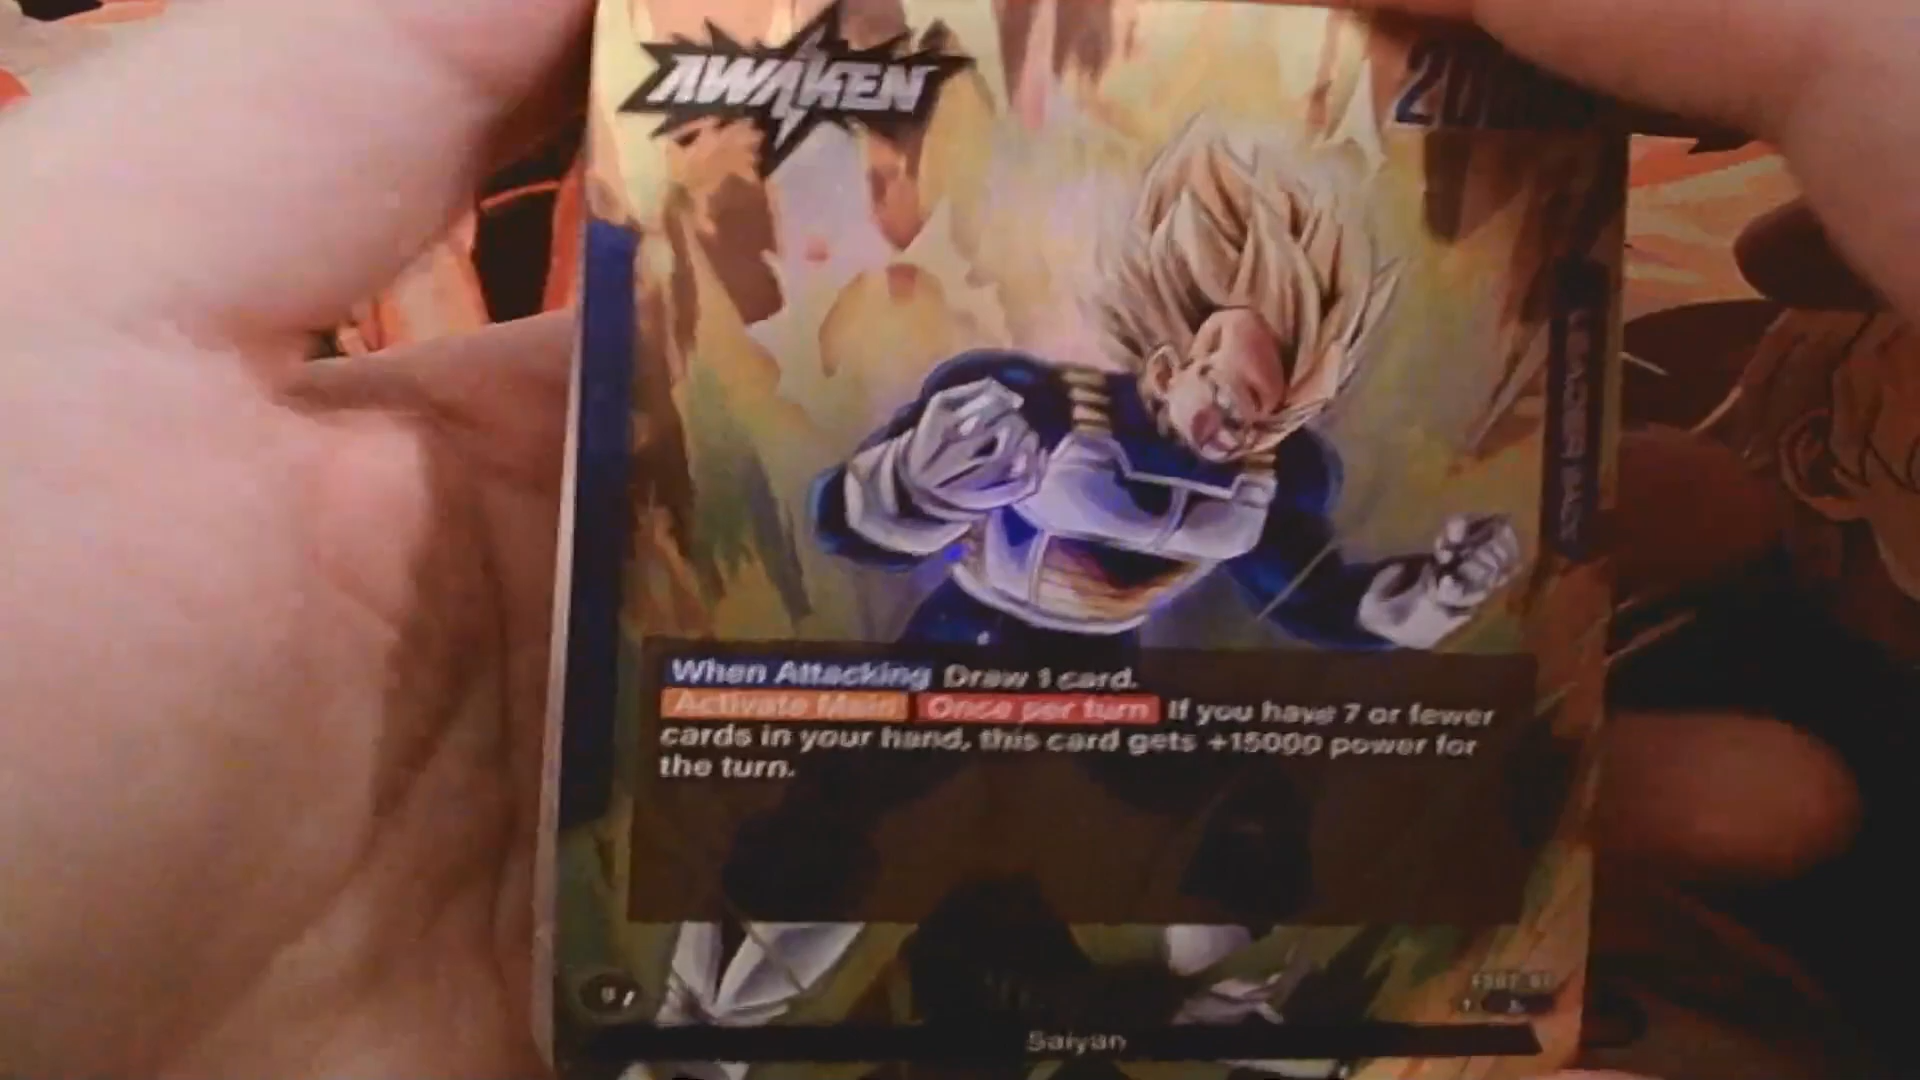 AWAKEN
When Attacking Draw 1 card.
Activate Main Once per turn If you have 7 or fewer
cards in your hand, this card gets +15000 power for
the turn.
Saiyan